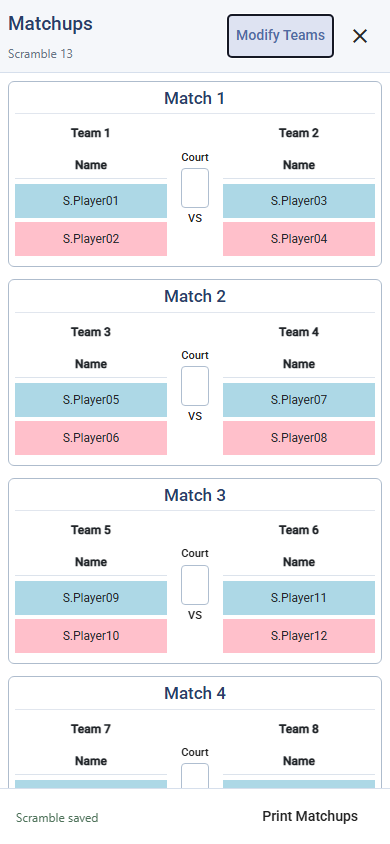 Matchups
Modify Teams
Scramble 13
Match 1
Team 1
Team 2
Court
Name
Name
S.Player01
S.Player03
VS
S.Player02
S.Player04
Match 2
Team 3
Team 4
Court
Name
Name
S.Player05
S.Player07
VS
S.Player06
S.Player08
Match 3
Team 5
Team 6
Court
Name
Name
S.Player09
S.Player11
VS
S.Player10
S.Player12
Match 4
Team 7
Team 8
Court
Name
Name
Scramble saved
Print Matchups